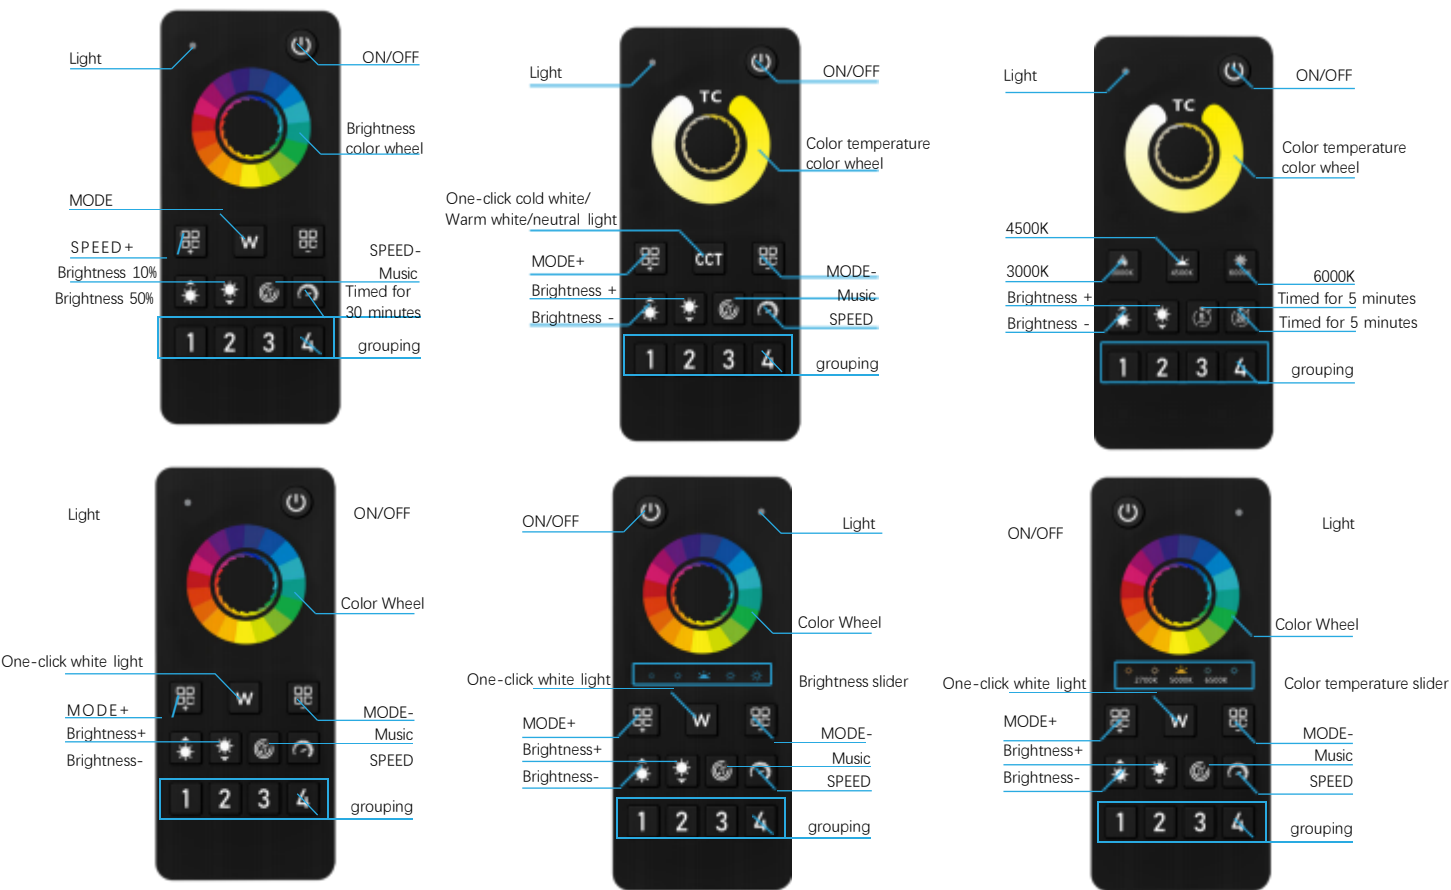 Light
ON/OFF
Brightness
color wheel
MODE
W
SPEED+
SPEED-
Brightness 10%
Music
Brightness 50%
Timed for
30 minutes
1 2 3 4
grouping
Light
ON/OFF
TC
Color temperature
color wheel
One-click cold white/
Warm white/neutral light
CCT
MODE+
MODE-
Brightness +
Music
Brightness -
SPEED
1 2 3 4
grouping
Light
ON/OFF
TC
Color temperature
color wheel
4500K
3000K
6000K
4500K
Brightness +
Timed for 5 minutes
Brightness -
Timed for 5 minutes
1 2 3 4
grouping
Light
ON/OFF
Color Wheel
One-click white light
W
MODE+
MODE-
Brightness+
Music
Brightness-
SPEED
1 2 3 4
grouping
ON/OFF
Light
Color Wheel
One-click white light
Brightness slider
W
MODE+
MODE-
Brightness+
Music
Brightness-
SPEED
1 2 3 4
grouping
ON/OFF
Light
Color Wheel
2700K 5000K 6500K
One-click white light
Color temperature slider
W
MODE+
MODE-
Brightness+
Music
Brightness-
SPEED
1 2 3 4
grouping